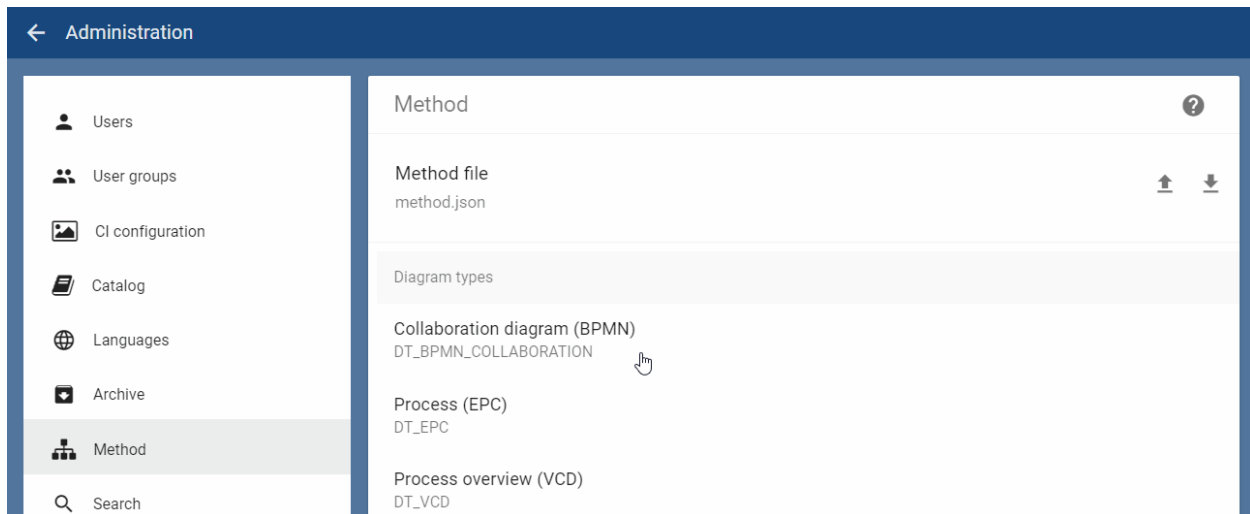 Administration
Users
User groups
CI configuration
Catalog
Languages
Archive
Method
Search
Method
Method file
method.json
Diagram types
Collaboration diagram (BPMN)
DT_BPMN_COLLABORATION
Process (EPC)
DT_EPC
Process overview (VCD)
DT_VCD